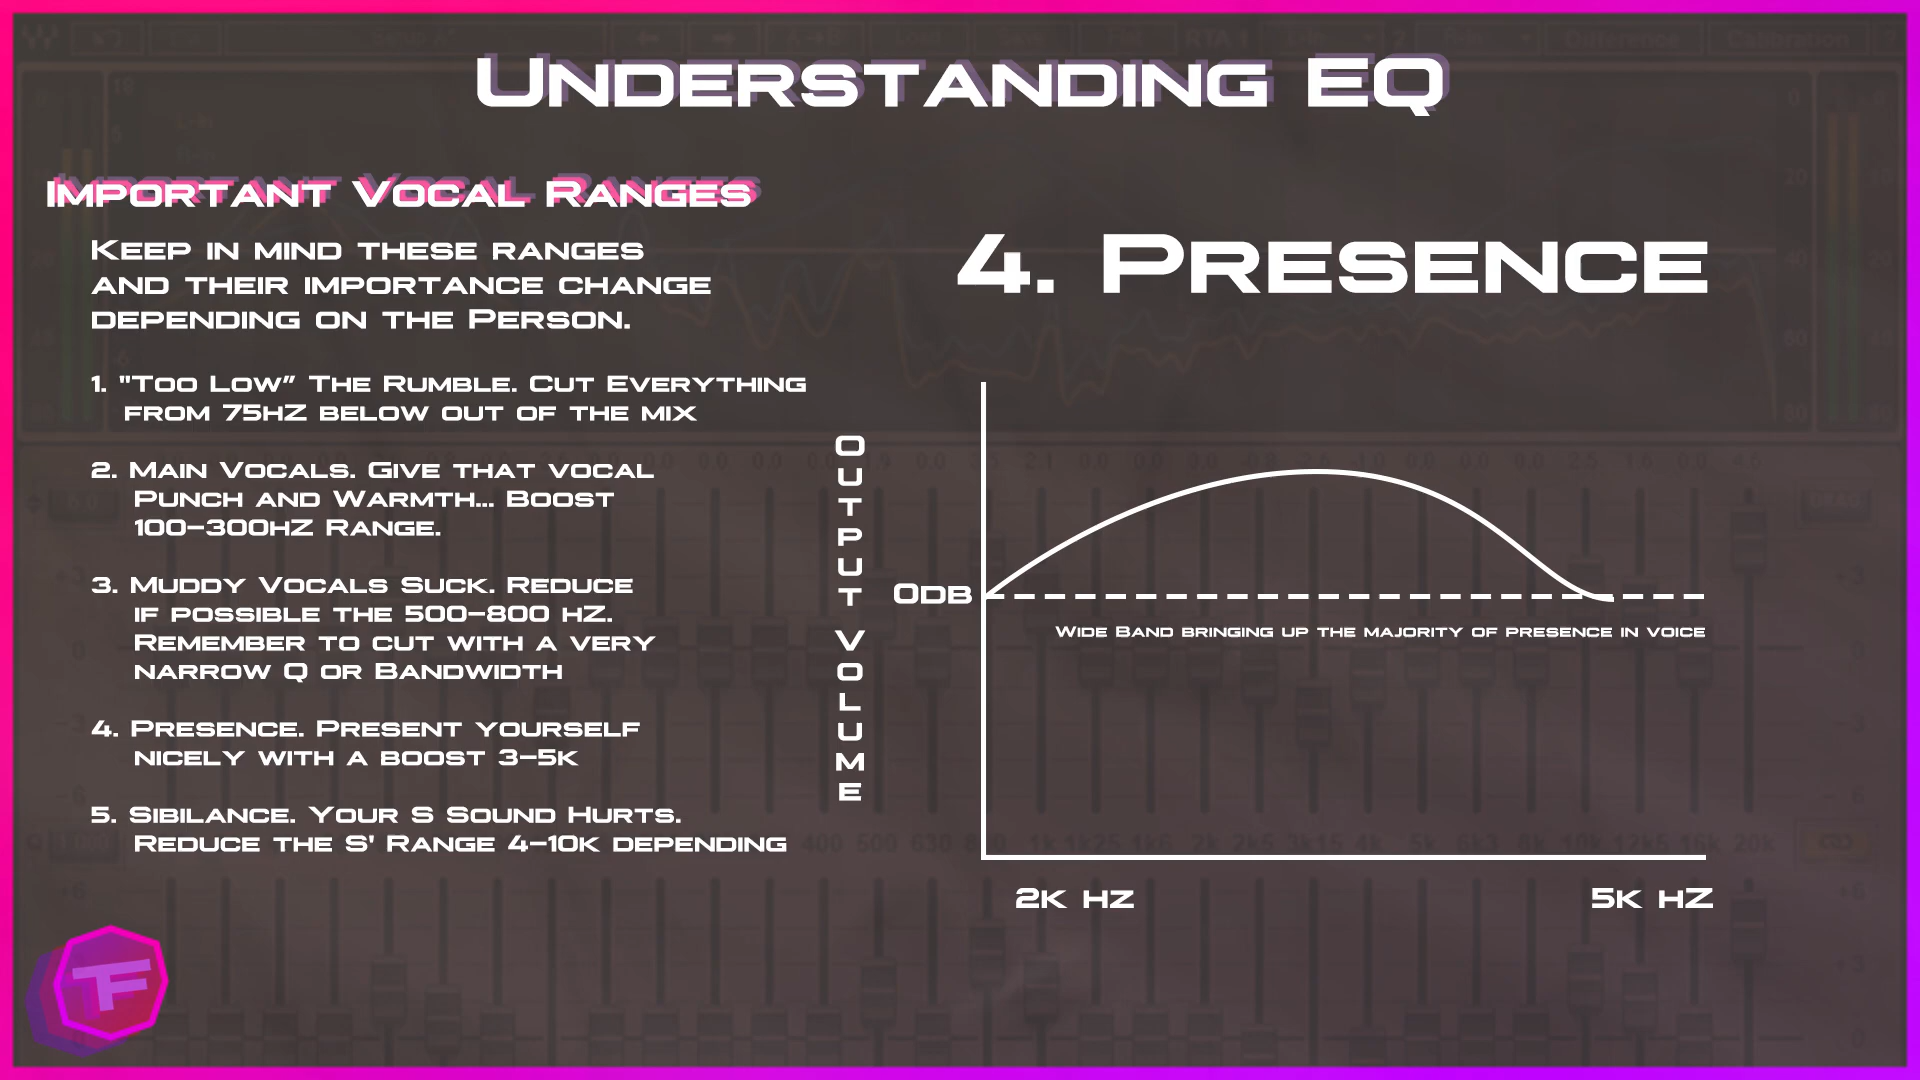 Understanding EQ
Important Vocal Ranges
Keep in mind these ranges
and their importance change
depending on the Person.
1. "Too Low” The Rumble. Cut Everything
from 75hZ below out of the mix
2. Main Vocals. Give that vocal
Punch and Warmth... Boost
100-300hZ Range.
3. Muddy Vocals Suck. Reduce
if possible the 500-800 hZ.
Remember to cut with a very
narrow Q or Bandwidth
4. Presence. Present yourself
nicely with a boost 3-5k
5. Sibilance. Your S Sound Hurts.
Reduce the S' Range 4-10k depending
4. Presence
Output Volume
0db
Wide Band bringing up the majority of presence in voice
2k hz
5k hZ
TF